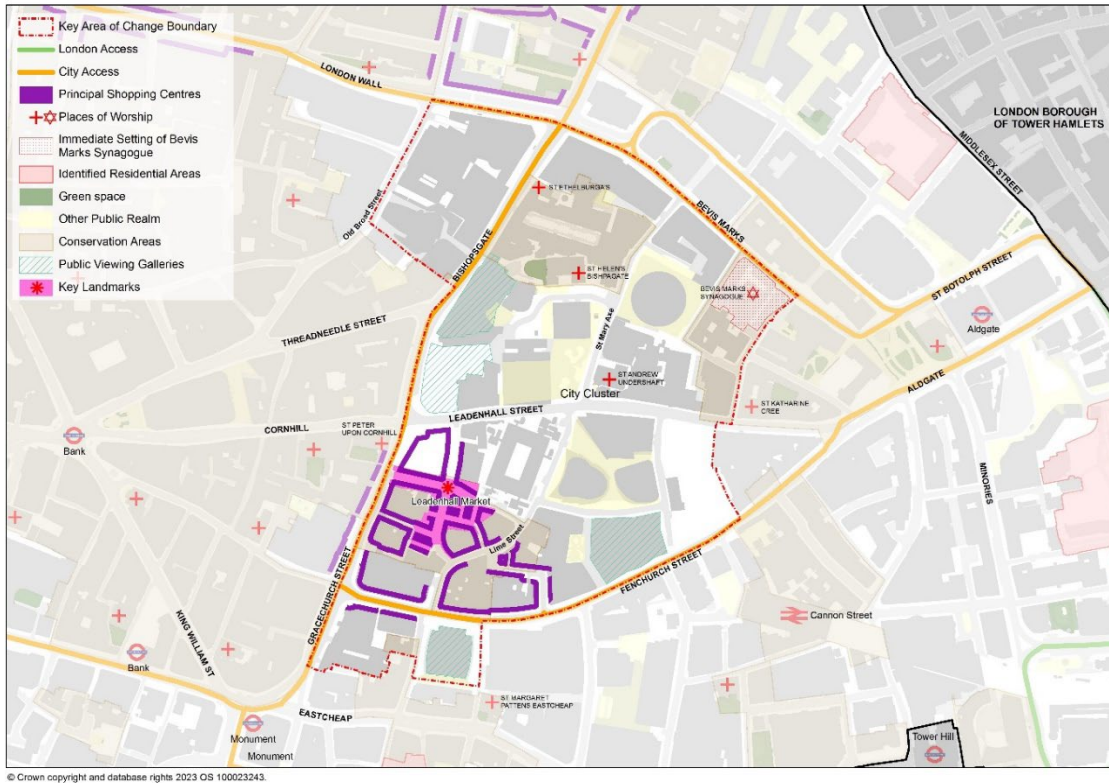 Key Area of Change Boundary
London Access
City Access
Principal Shopping Centres
Places of Worship
Immediate Setting of Bevis
Marks Synagogue
Identified Residential Areas
Green space
Other Public Realm
Conservation Areas
Public Viewing Galleries
Key Landmarks
LONDON WALL
LONDON BOROUGH
OF TOWER HAMLETS
MIDDLESEX STREET
Old Broad Street
ST ETHELBURGA'S
BEVIS MARKS
BISHOPSGATE
ST HELEN'S
BISHPAGATE
BEVIS MARKS
SYNAGOGUE
ST BOTOLPH STREET
Aldgate
THREADNEEDLE STREET
St Mary Axe
ST ANDREW
UNDERSHAFT
City Cluster
ALDGATE
ST KATHARINE
CREE
LEADENHALL STREET
CORNHILL
ST PETER
UPON CORNHILL
Bank
MINORIES
Leadenhall Market
Lime Street
FENCHURCH STREET
GRACECHURCH STREET
Cannon Street
KING WILLIAM ST
Bank
EASTCHEAP
ST MARGARET
PATTENS EASTCHEAP
Monument
Monument
Tower Hill
© Crown copyright and database rights 2023 OS 100023243.